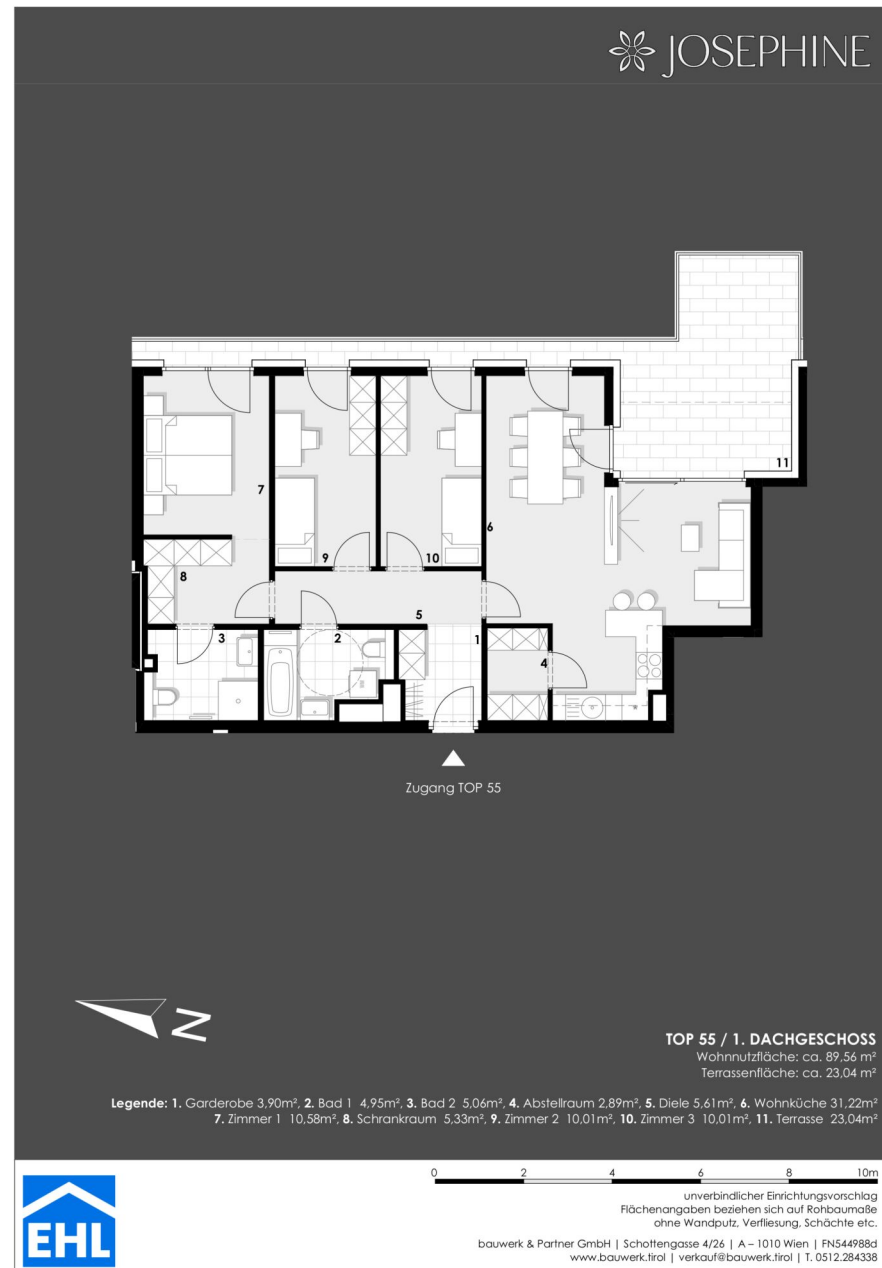 JOSEPHINE
11
7
6
9
10
8
5
3
2
1
4
Zugang TOP 55
N
TOP 55 / 1. DACHGESCHOSS
Wohnnutzfläche: ca. 89,56 m²
Terrassenfläche: ca. 23,04 m²
Legende: 1. Garderobe 3,90m², 2. Bad 1 4,95m², 3. Bad 2 5,06m², 4. Abstellraum 2,89m², 5. Diele 5,61m², 6. Wohnküche 31,22m²
7. Zimmer 1 10,58m², 8. Schrankraum 5,33m², 9. Zimmer 2 10,01m², 10. Zimmer 3 10,01m², 11. Terrasse 23,04m²
0 2 4 6 8 10m
unverbindlicher Einrichtungsvorschlag
Flächenangaben beziehen sich auf Rohbaumaße
ohne Wandputz, Verfliesung, Schächte etc.
EHL
bauwerk & Partner GmbH | Schottengasse 4/26 | A – 1010 Wien | FN544988d
www.bauwerk.tirol | verkauf@bauwerk.tirol | T. 0512.284338